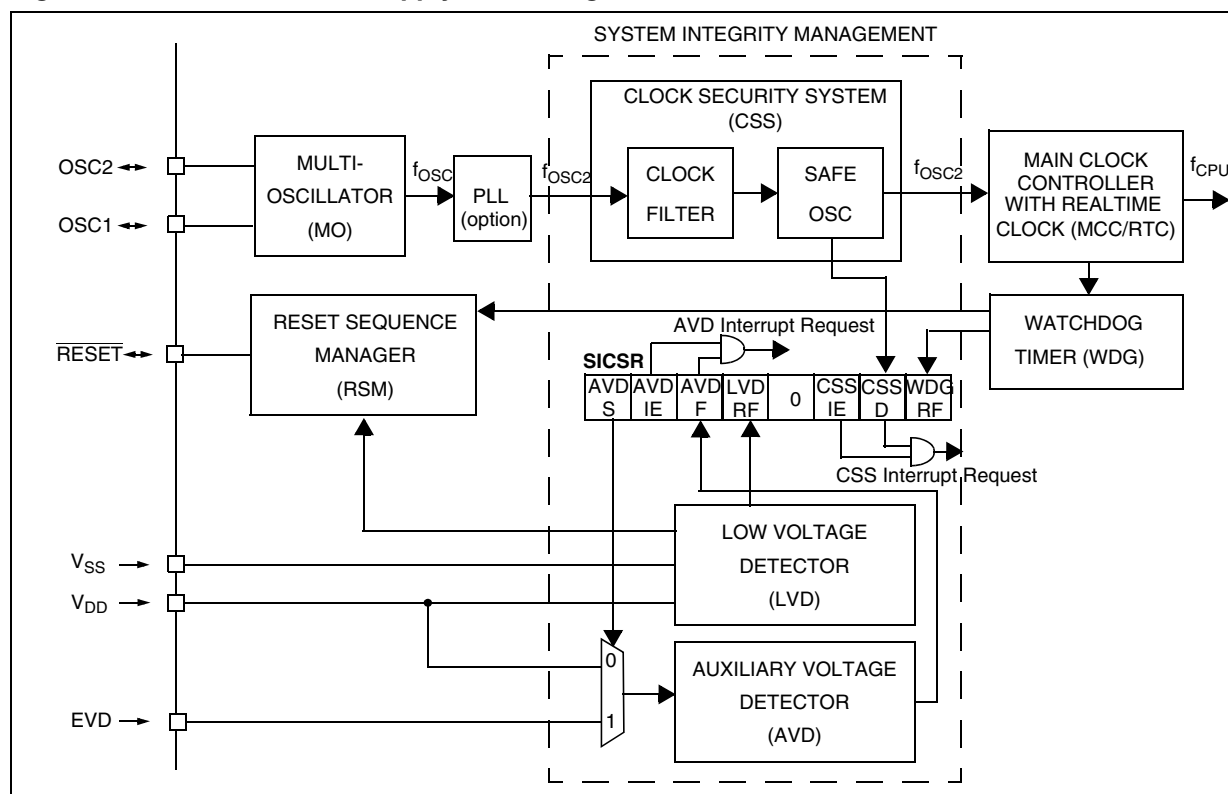 SYSTEM INTEGRITY MANAGEMENT
CLOCK SECURITY SYSTEM
(CSS)
OSC2
OSC1
MULTI-
OSCILLATOR
(MO)
fOSC
PLL
(option)
fOSC2
CLOCK
FILTER
SAFE
OSC
fOSC2
MAIN CLOCK
CONTROLLER
WITH REALTIME
CLOCK (MCC/RTC)
fCPU
RESET
RESET SEQUENCE
MANAGER
(RSM)
AVD Interrupt Request
WATCHDOG
TIMER (WDG)
SICSR
AVD AVD AVD LVD 0 CSS CSS WDG
S IE F RF IE D RF
CSS Interrupt Request
VSS
VDD
LOW VOLTAGE
DETECTOR
(LVD)
0
1
EVD
AUXILIARY VOLTAGE
DETECTOR
(AVD)